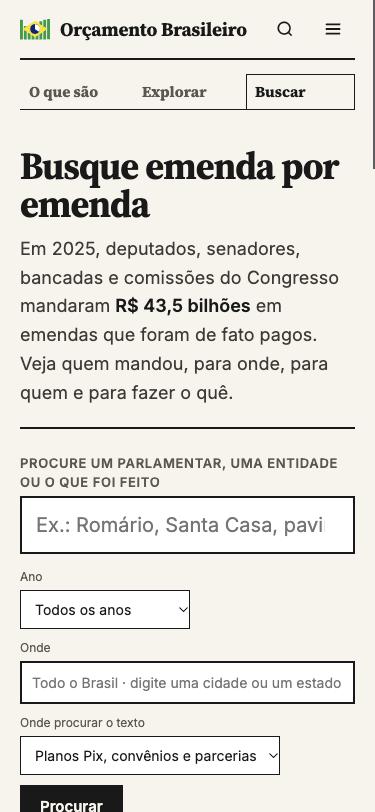 Orçamento Brasileiro
O que são
Explorar
Buscar
Busque emenda por
emenda
Em 2025, deputados, senadores,
bancadas e comissões do Congresso
mandaram R$ 43,5 bilhões em
emendas que foram de fato pagos.
Veja quem mandou, para onde, para
quem e para fazer o quê.
PROCURE UM PARLAMENTAR, UMA ENTIDADE
OU O QUE FOI FEITO
Ex.: Romário, Santa Casa, pavi
Ano
Todos os anos
Onde
Todo o Brasil · digite uma cidade ou um estado
Onde procurar o texto
Planos Pix, convênios e parcerias
Procurar